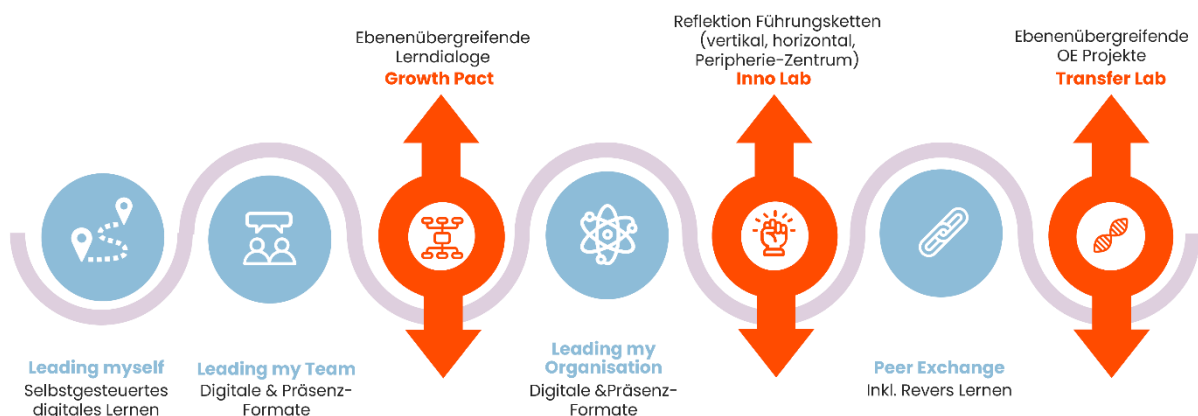 Ebenenübergreifende
Lerndialoge
Growth Pact
Reflektion Führungsketten
(vertikal, horizontal,
Peripherie-Zentrum)
Inno Lab
Ebenenübergreifende
OE Projekte
Transfer Lab
Leading myself
Selbstgesteuertes
digitales Lernen
Leading my Team
Digitale & Präsenz-
Formate
Leading my
Organisation
Digitale &Präsenz-
Formate
Peer Exchange
Inkl. Revers Lernen